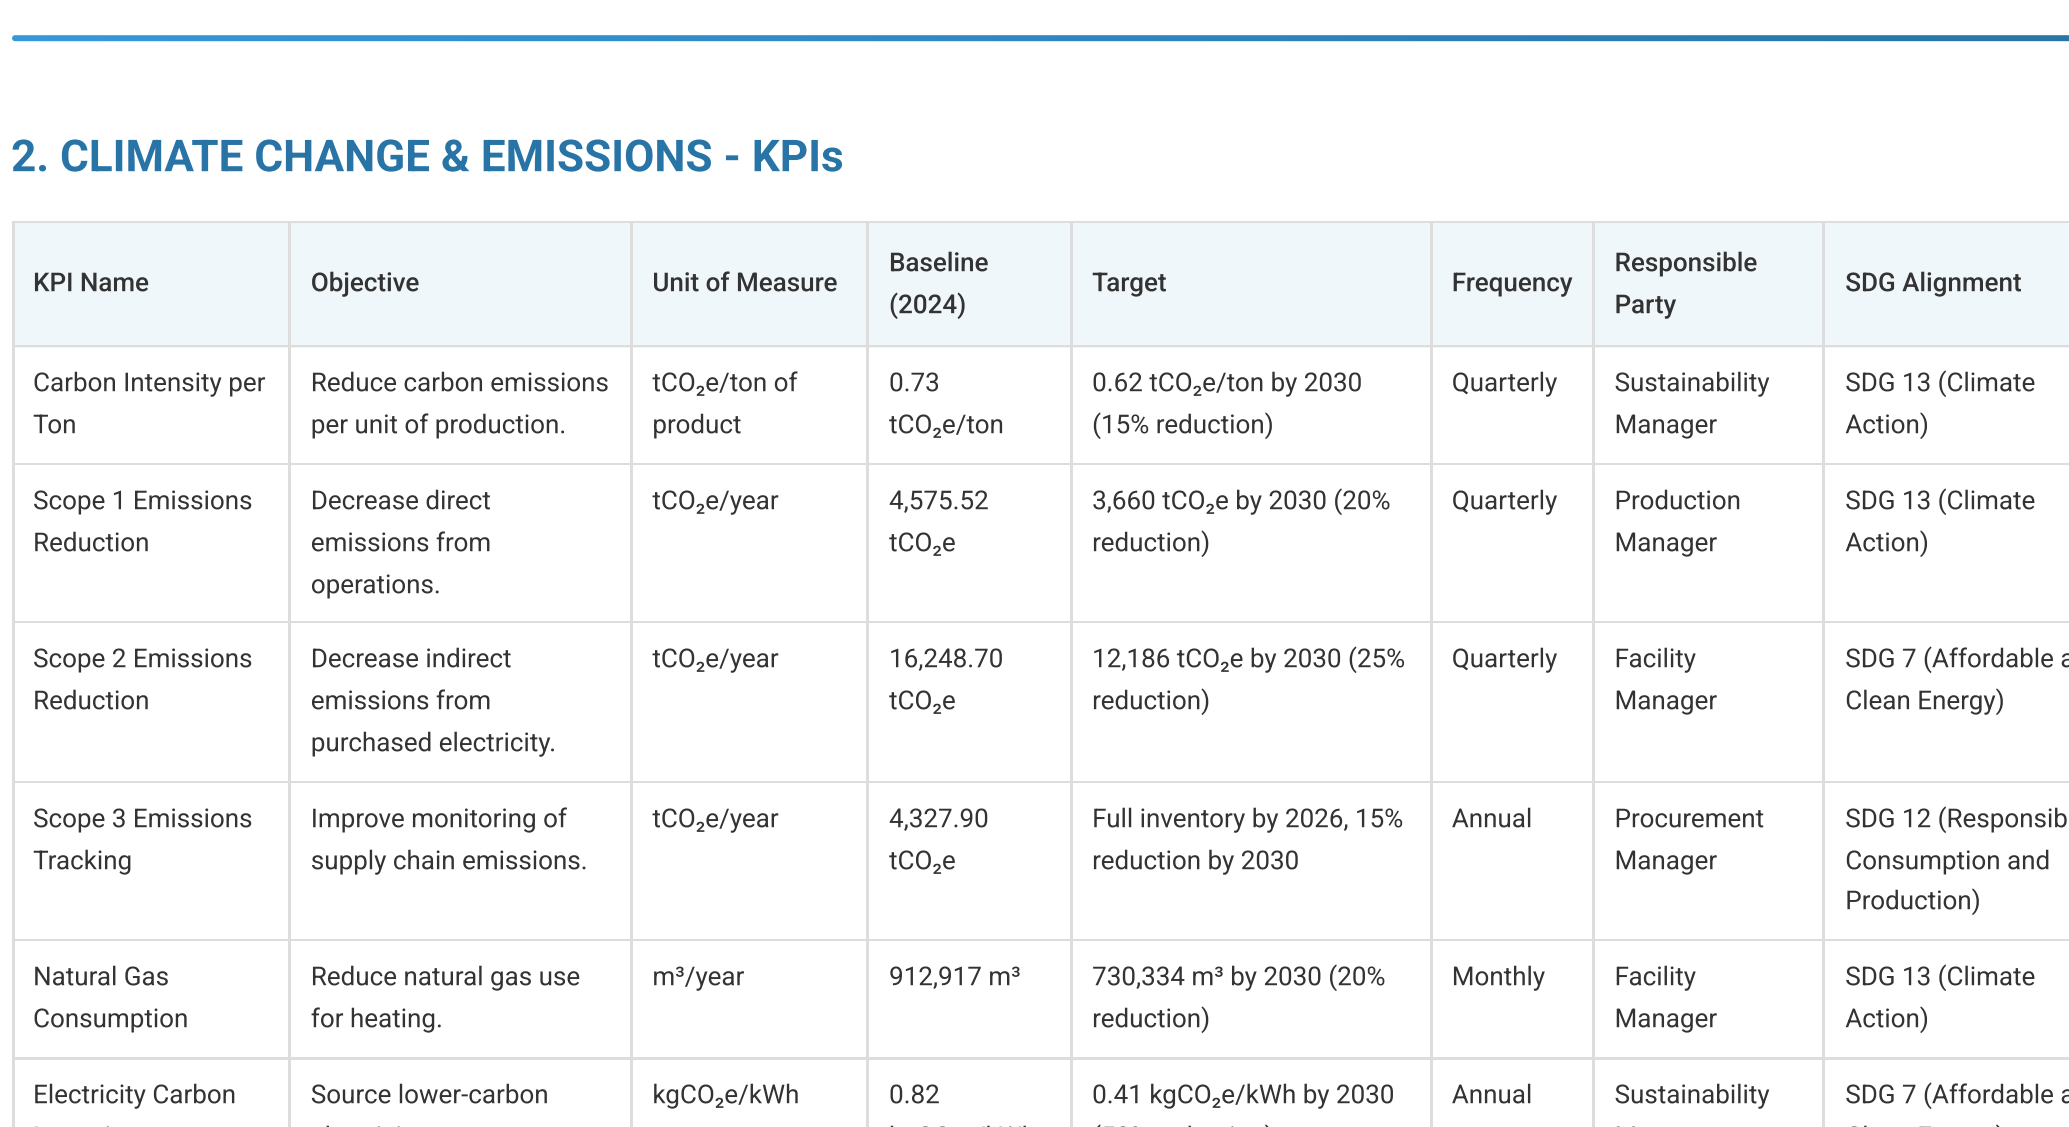 2. CLIMATE CHANGE & EMISSIONS - KPIs
KPI Name
Objective
Unit of Measure
Baseline
(2024)
Target
Frequency
Responsible
Party
SDG Alignment
Carbon Intensity per
Ton
Reduce carbon emissions
per unit of production.
tCO₂e/ton of
product
0.73
tCO₂e/ton
0.62 tCO₂e/ton by 2030
(15% reduction)
Quarterly
Sustainability
Manager
SDG 13 (Climate
Action)
Scope 1 Emissions
Reduction
Decrease direct
emissions from
operations.
tCO₂e/year
4,575.52
tCO₂e
3,660 tCO₂e by 2030 (20%
reduction)
Quarterly
Production
Manager
SDG 13 (Climate
Action)
Scope 2 Emissions
Reduction
Decrease indirect
emissions from
purchased electricity.
tCO₂e/year
16,248.70
tCO₂e
12,186 tCO₂e by 2030 (25%
reduction)
Quarterly
Facility
Manager
SDG 7 (Affordable
Clean Energy)
Scope 3 Emissions
Tracking
Improve monitoring of
supply chain emissions.
tCO₂e/year
4,327.90
tCO₂e
Full inventory by 2026, 15%
reduction by 2030
Annual
Procurement
Manager
SDG 12 (Responsib
Consumption and
Production)
Natural Gas
Consumption
Reduce natural gas use
for heating.
m³/year
912,917 m³
730,334 m³ by 2030 (20%
reduction)
Monthly
Facility
Manager
SDG 13 (Climate
Action)
Electricity Carbon
Source lower-carbon
kgCO₂e/kWh
0.82
0.41 kgCO₂e/kWh by 2030
Annual
Sustainability
SDG 7 (Affordable